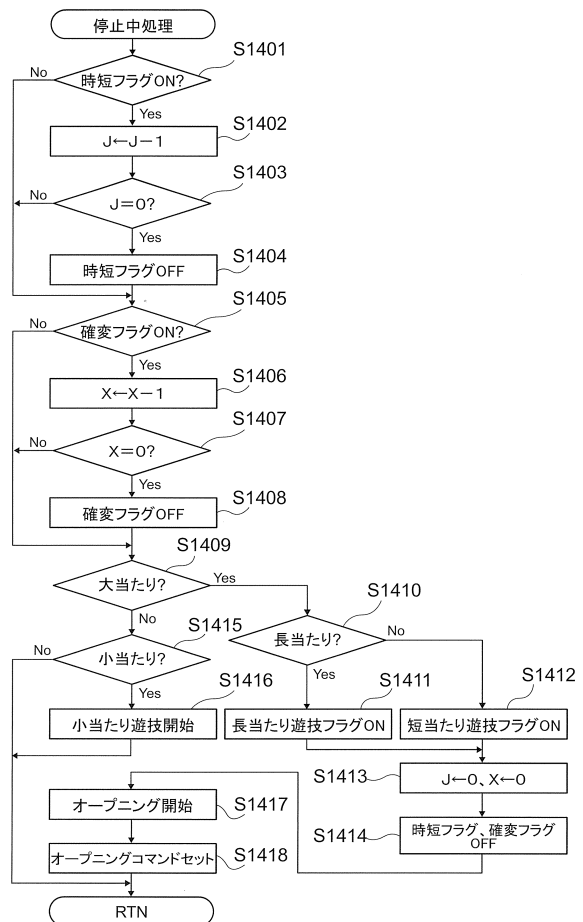 停止中処理
S1401
時短フラグON?
No
Yes
S1402
J←J－1
S1403
J＝0?
No
Yes
S1404
時短フラグOFF
S1405
確変フラグON?
No
Yes
S1406
X←X－1
S1407
X＝0?
No
Yes
S1408
確変フラグOFF
S1409
大当たり?
Yes
No
S1410
長当たり?
No
Yes
S1415
小当たり?
No
Yes
S1416
小当たり遊技開始
S1411
長当たり遊技フラグON
S1412
短当たり遊技フラグON
S1413
J←0、X←0
S1414
時短フラグ、確変フラグ
OFF
S1417
オープニング開始
S1418
オープニングコマンドセット
RTN